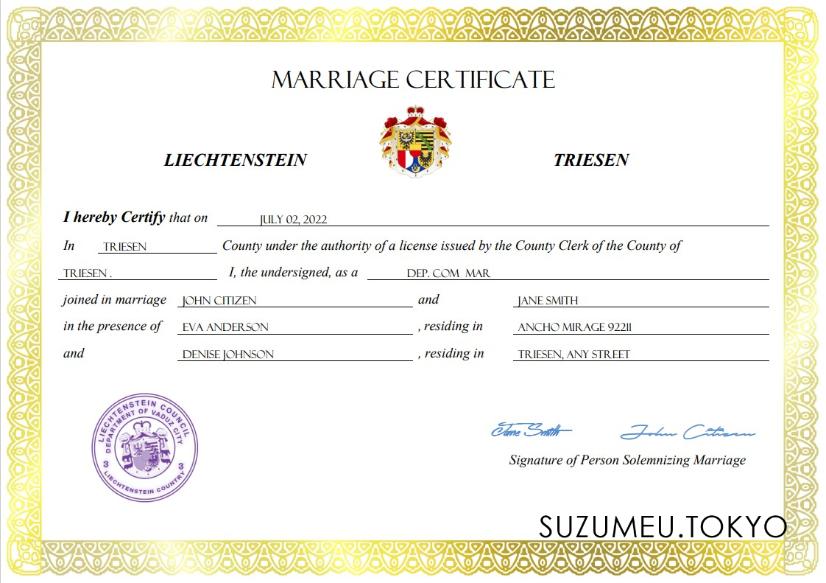 MARRIAGE CERTIFICATE
LIECHTENSTEIN TRIESEN
I hereby Certify that on JULY 02, 2022
In TRIESEN County under the authority of a license issued by the County Clerk of the County of
TRIESEN . I, the undersigned, as a DEP. COM MAR
joined in marriage JOHN CITIZEN and JANE SMITH
in the presence of EVA ANDERSON , residing in ANCHO MIRAGE 92211
and DENISE JOHNSON , residing in TRIESEN, ANY STREET
LIECHTENSTEIN COUNCIL
DEPARTMENT OF VADUZ CITY
3 3
LIECHTENSTEIN COUNTRY
Jane Smith John Citizen
Signature of Person Solemnizing Marriage
SUZUMEU.TOKYO